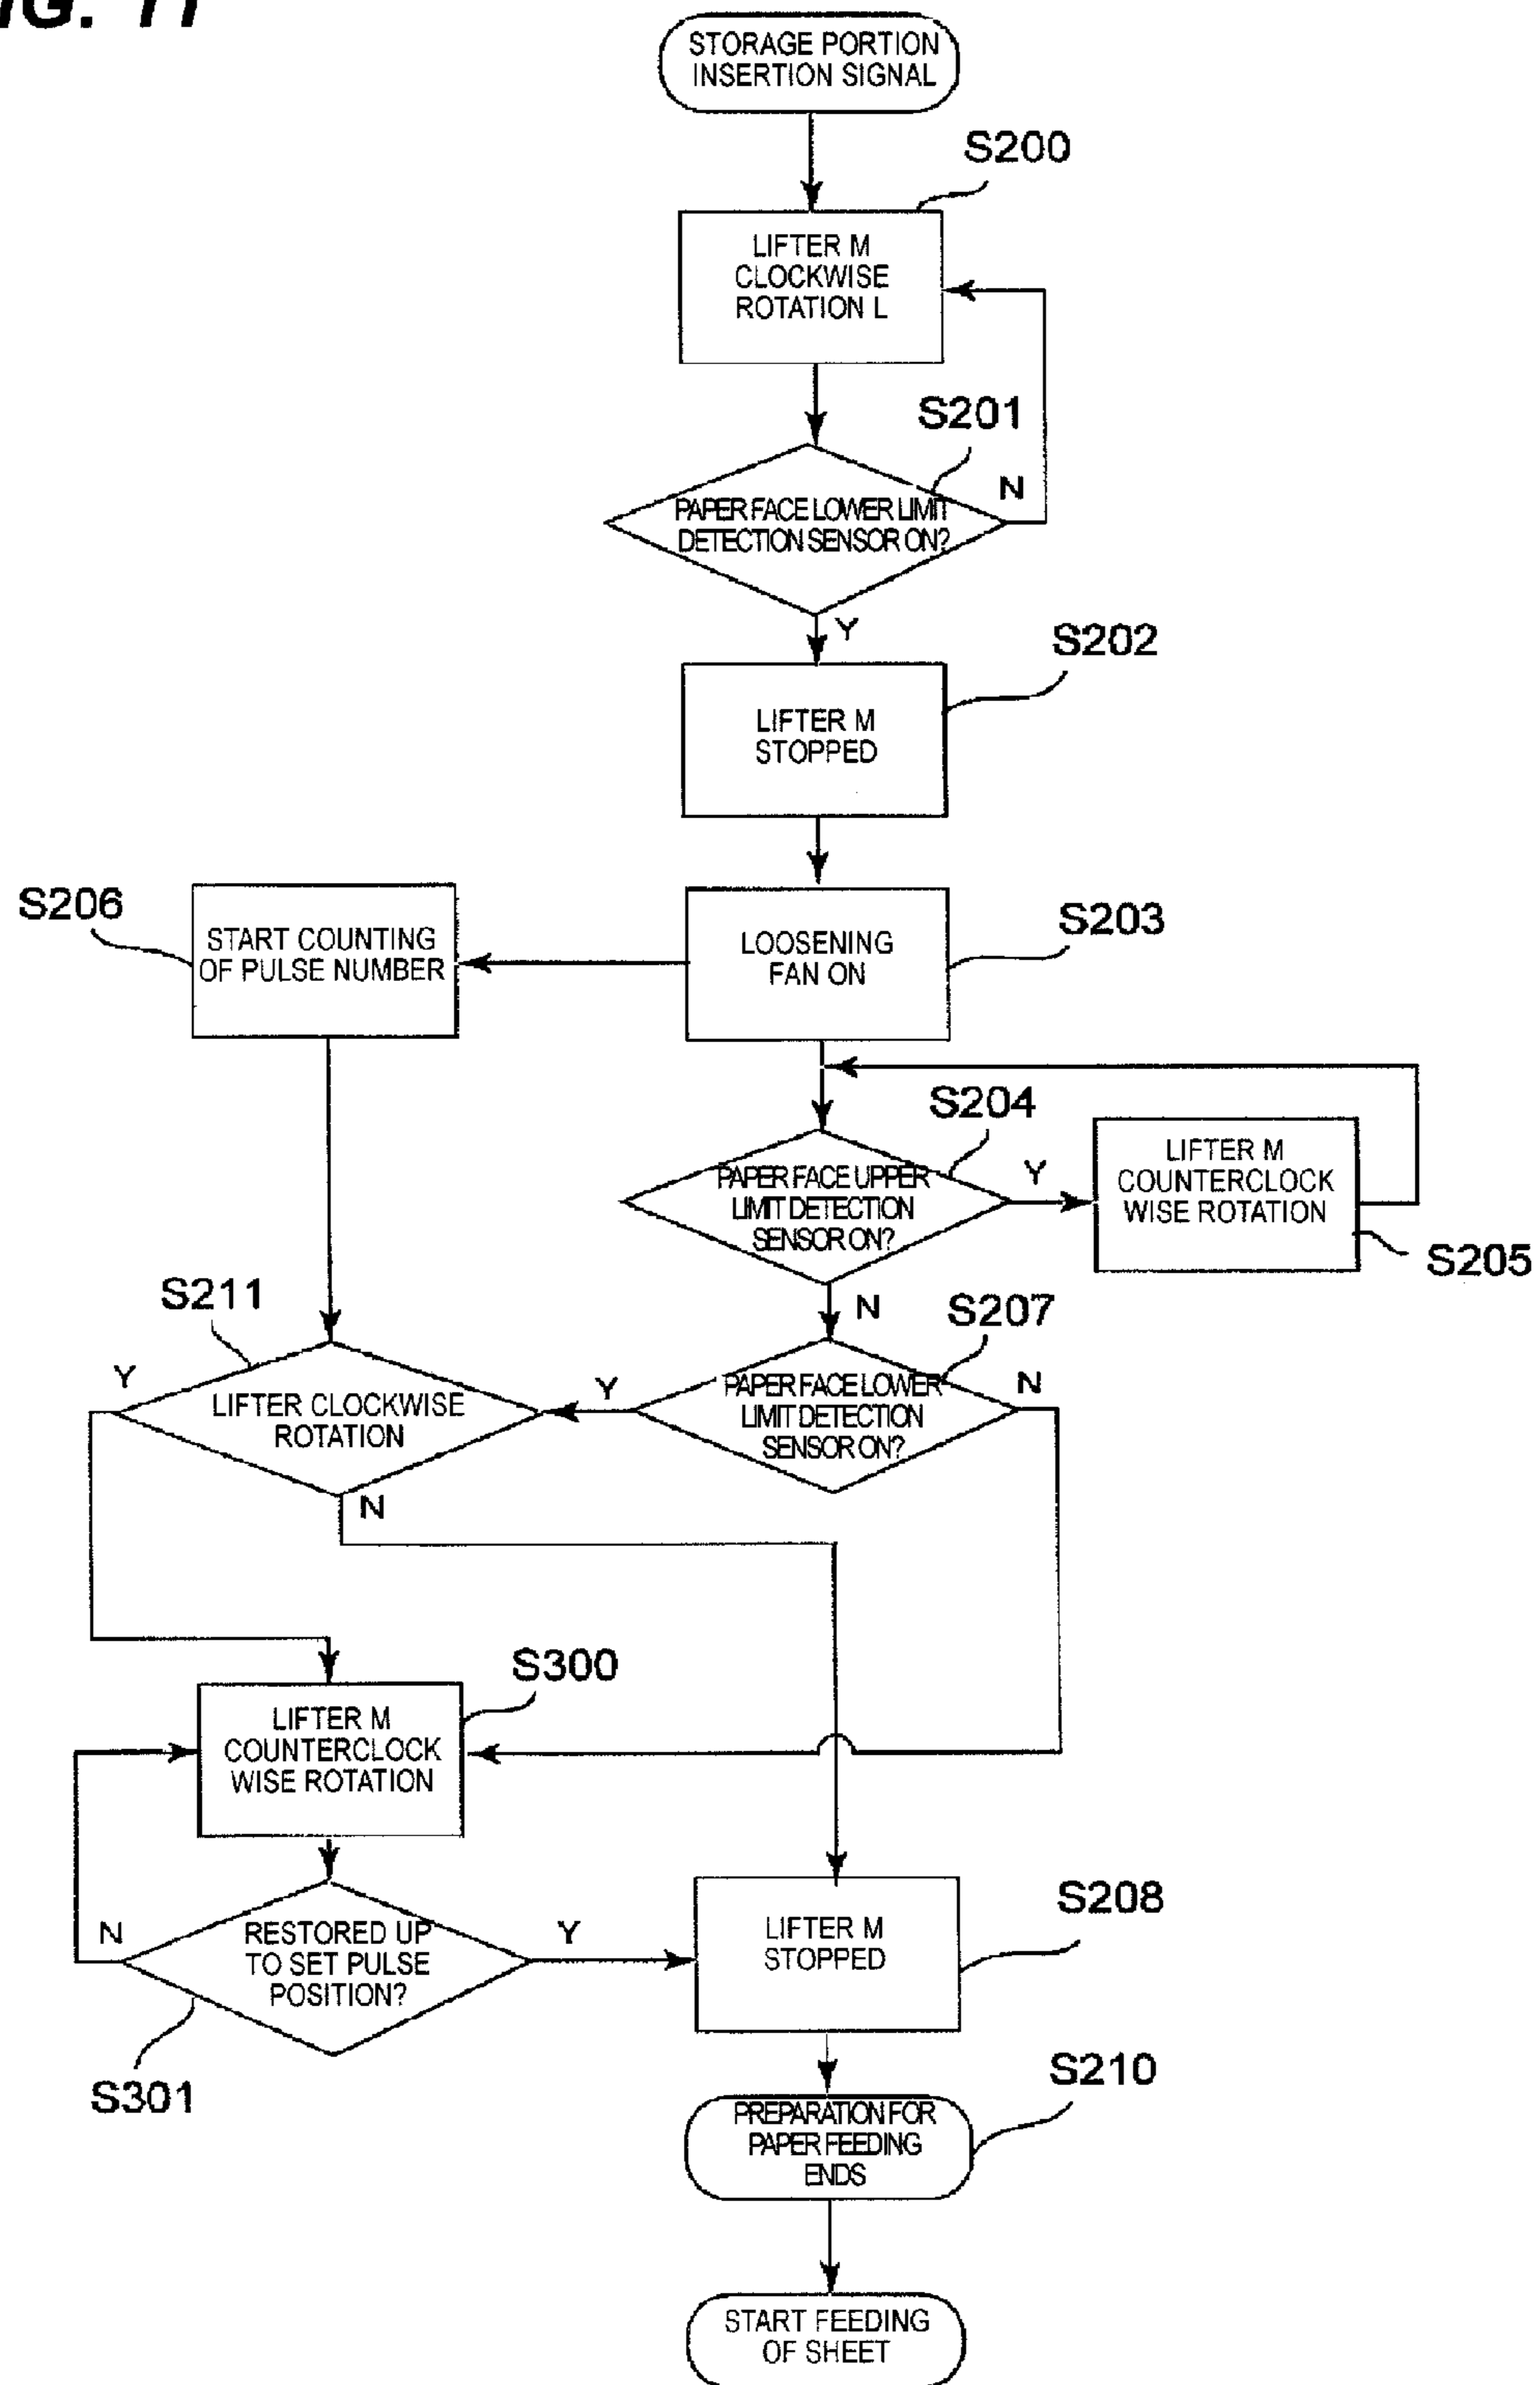 FIG. 11
STORAGE PORTION
INSERTION SIGNAL
S200
LIFTER M
CLOCKWISE
ROTATION L
S201
N
PAPER FACE LOWER LIMIT
DETECTION SENSOR ON?
Y
S202
LIFTER M
STOPPED
S206
START COUNTING
OF PULSE NUMBER
S203
LOOSENING
FAN ON
S204
PAPER FACE UPPER
LIMIT DETECTION
SENSOR ON?
Y
LIFTER M
COUNTERCLOCK
WISE ROTATION
S205
N
S211
Y
LIFTER CLOCKWISE
ROTATION
Y
S207
PAPER FACE LOWER
LIMIT DETECTION
SENSOR ON?
N
N
S300
LIFTER M
COUNTERCLOCK
WISE ROTATION
N
RESTORED UP
TO SET PULSE
POSITION?
Y
S301
S208
LIFTER M
STOPPED
S210
PREPARATION FOR
PAPER FEEDING
ENDS
START FEEDING
OF SHEET